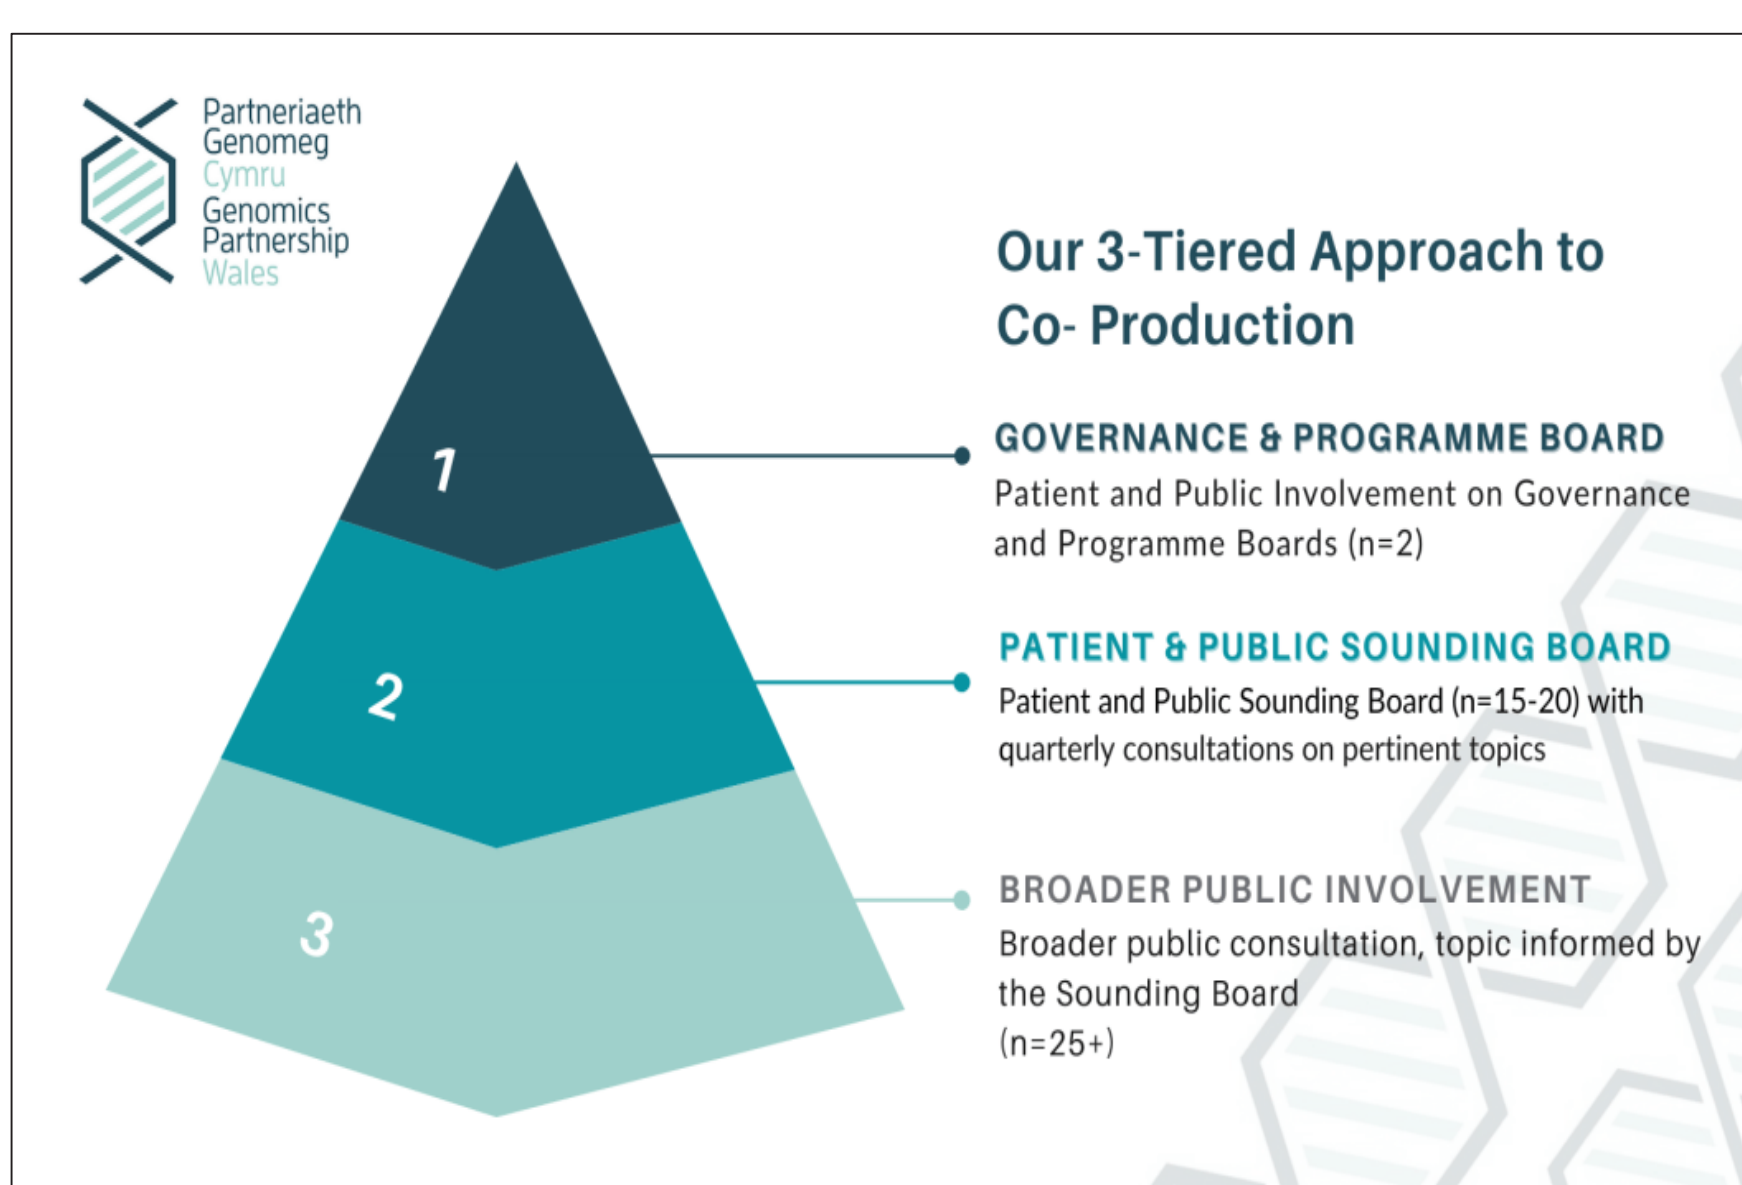 Partneriaeth
Genomeg
Cymru
Genomics
Partnership
Wales
Our 3-Tiered Approach to
Co- Production
1
GOVERNANCE & PROGRAMME BOARD
Patient and Public Involvement on Governance
and Programme Boards (n=2)
2
PATIENT & PUBLIC SOUNDING BOARD
Patient and Public Sounding Board (n=15-20) with
quarterly consultations on pertinent topics
3
BROADER PUBLIC INVOLVEMENT
Broader public consultation, topic informed by
the Sounding Board
(n=25+)